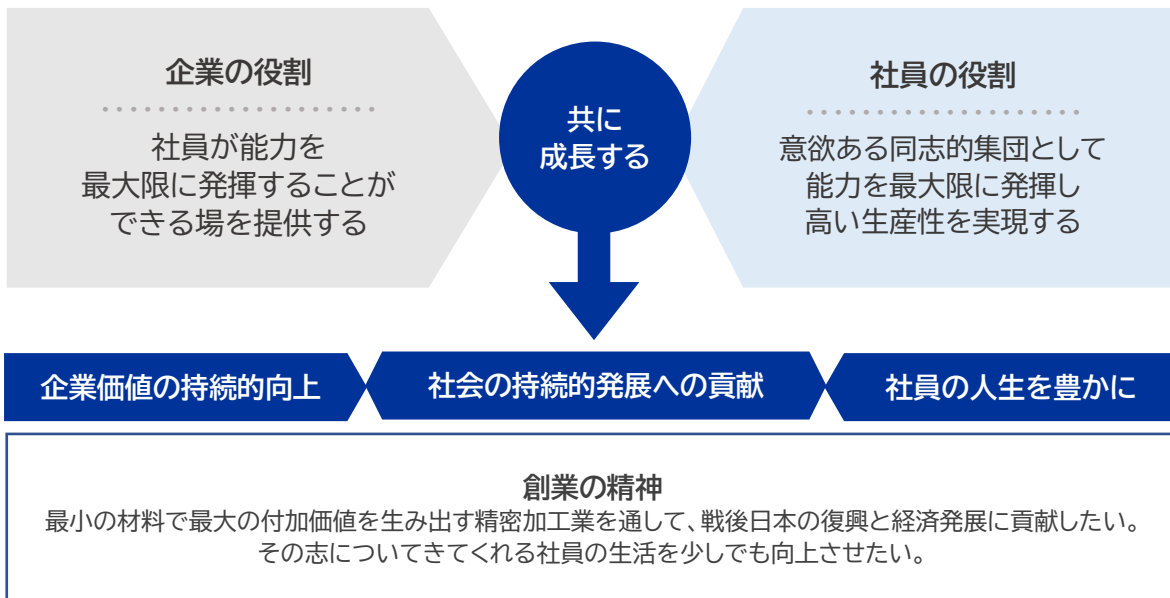 企業の役割
社員が能力を
最大限に発揮することが
できる場を提供する
共に
成長する
社員の役割
意欲ある同志的集団として
能力を最大限に発揮し
高い生産性を実現する
企業価値の持続的向上
社会の持続的発展への貢献
社員の人生を豊かに
創業の精神
最小の材料で最大の付加価値を生み出す精密加工業を通して、戦後日本の復興と経済発展に貢献したい。
その志についてきてくれる社員の生活を少しでも向上させたい。